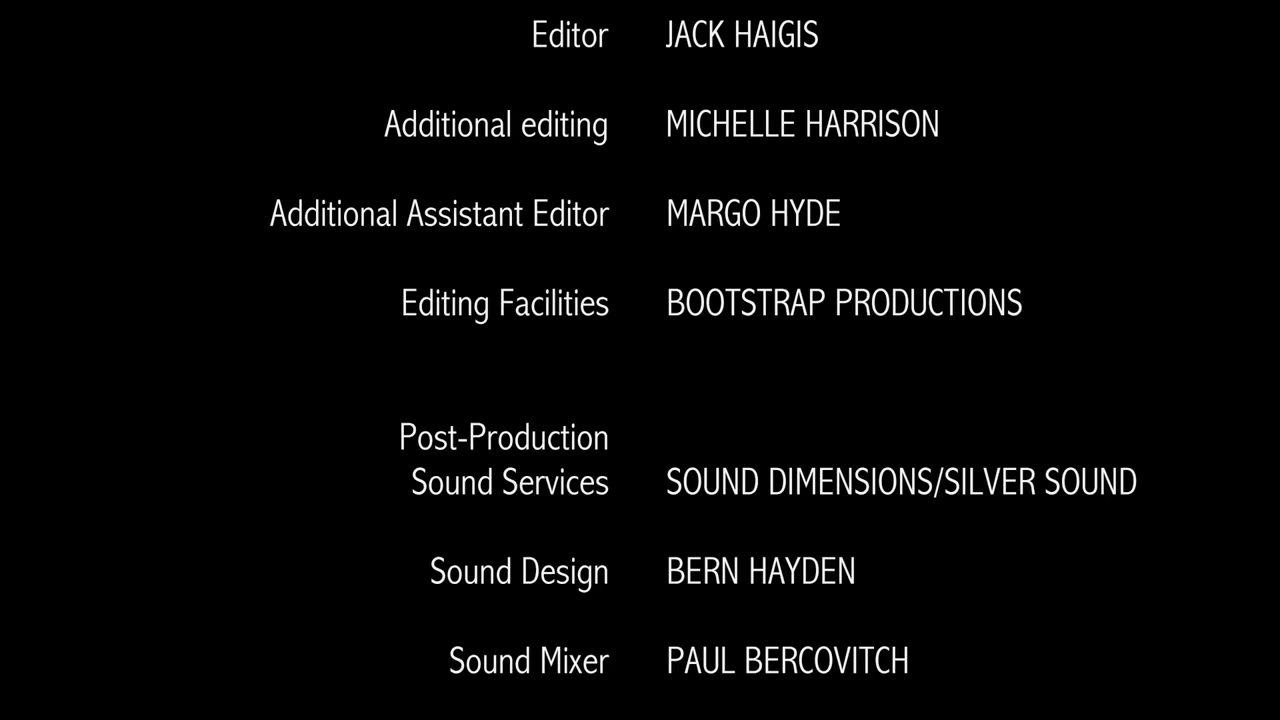 Editor JACK HAIGIS
Additional editing MICHELLE HARRISON
Additional Assistant Editor MARGO HYDE
Editing Facilities BOOTSTRAP PRODUCTIONS
Post-Production
Sound Services SOUND DIMENSIONS/SILVER SOUND
Sound Design BERN HAYDEN
Sound Mixer PAUL BERCOVITCH